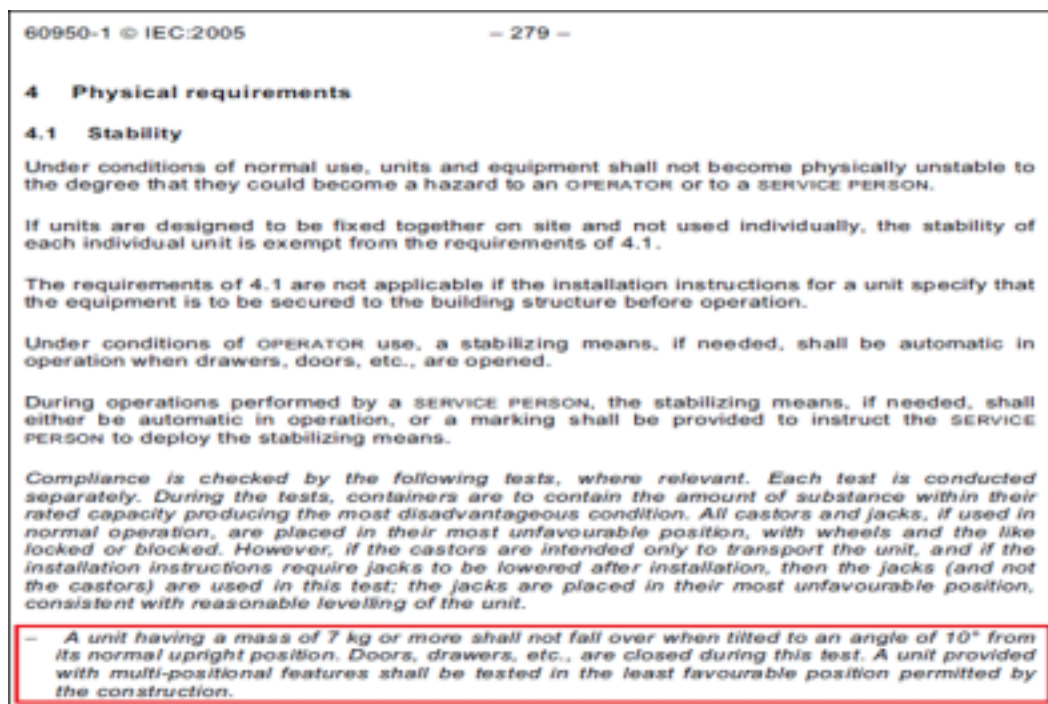 60950-1 © IEC:2005 – 279 –
4 Physical requirements
4.1 Stability
Under conditions of normal use, units and equipment shall not become physically unstable to
the degree that they could become a hazard to an OPERATOR or to a SERVICE PERSON.
If units are designed to be fixed together on site and not used individually, the stability of
each individual unit is exempt from the requirements of 4.1.
The requirements of 4.1 are not applicable if the installation instructions for a unit specify that
the equipment is to be secured to the building structure before operation.
Under conditions of OPERATOR use, a stabilizing means, if needed, shall be automatic in
operation when drawers, doors, etc., are opened.
During operations performed by a SERVICE PERSON, the stabilizing means, if needed, shall
either be automatic in operation, or a marking shall be provided to instruct the SERVICE
PERSON to deploy the stabilizing means.
Compliance is checked by the following tests, where relevant. Each test is conducted
separately. During the tests, containers are to contain the amount of substance within their
rated capacity producing the most disadvantageous condition. All castors and jacks, if used in
normal operation, are placed in their most unfavourable position, with wheels and the like
locked or blocked. However, if the castors are intended only to transport the unit, and if the
installation instructions require jacks to be lowered after installation, then the jacks (and not
the castors) are used in this test; the jacks are placed in their most unfavourable position,
consistent with reasonable levelling of the unit.
– A unit having a mass of 7 kg or more shall not fall over when tilted to an angle of 10° from
its normal upright position. Doors, drawers, etc., are closed during this test. A unit provided
with multi-positional features shall be tested in the least favourable position permitted by
the construction.